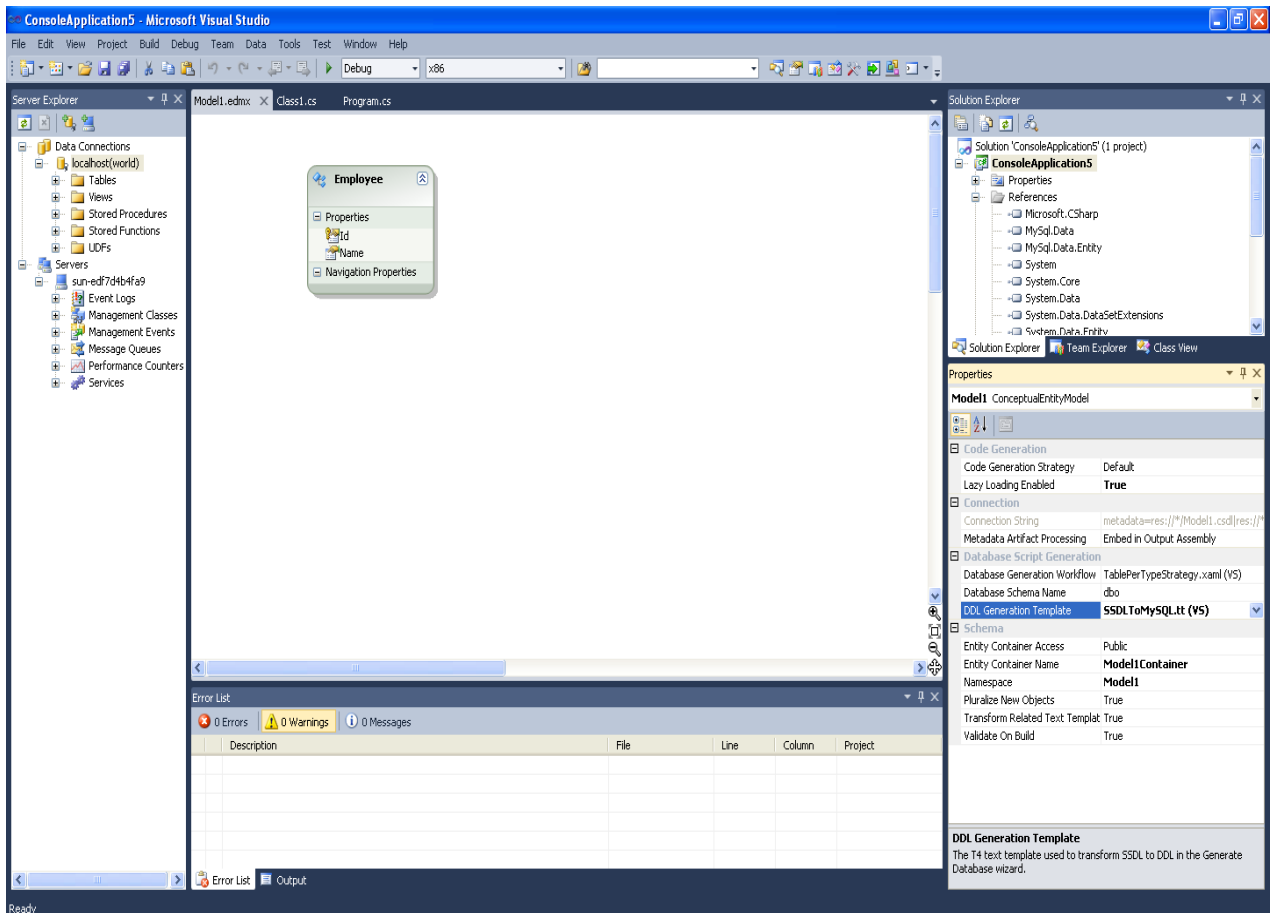 ConsoleApplication5 - Microsoft Visual Studio
File Edit View Project Build Debug Team Data Tools Test Window Help
Debug x86
Server Explorer
Data Connections
localhost(world)
Tables
Views
Stored Procedures
Stored Functions
UDFs
Servers
sun-edf7d4b4fa9
Event Logs
Management Classes
Management Events
Message Queues
Performance Counters
Services
Model1.edmx Class1.cs Program.cs
Employee
Properties
Id
Name
Navigation Properties
Error List
0 Errors 0 Warnings 0 Messages
Description File Line Column Project
Error List Output
Solution Explorer
Solution 'ConsoleApplication5' (1 project)
ConsoleApplication5
Properties
References
Microsoft.CSharp
MySql.Data
MySql.Data.Entity
System
System.Core
System.Data
System.Data.DataSetExtensions
System.Data.Entity
Solution Explorer Team Explorer Class View
Properties
Model1 ConceptualEntityModel
Code Generation
Code Generation Strategy Default
Lazy Loading Enabled True
Connection
Connection String metadata=res://*/Model1.csdl|res://*
Metadata Artifact Processing Embed in Output Assembly
Database Script Generation
Database Generation Workflow TablePerTypeStrategy.xaml (VS)
Database Schema Name dbo
DDL Generation Template SSDLToMySQL.tt (VS)
Schema
Entity Container Access Public
Entity Container Name Model1Container
Namespace Model1
Pluralize New Objects True
Transform Related Text Templat True
Validate On Build True
DDL Generation Template
The T4 text template used to transform SSDL to DDL in the Generate
Database wizard.
Ready